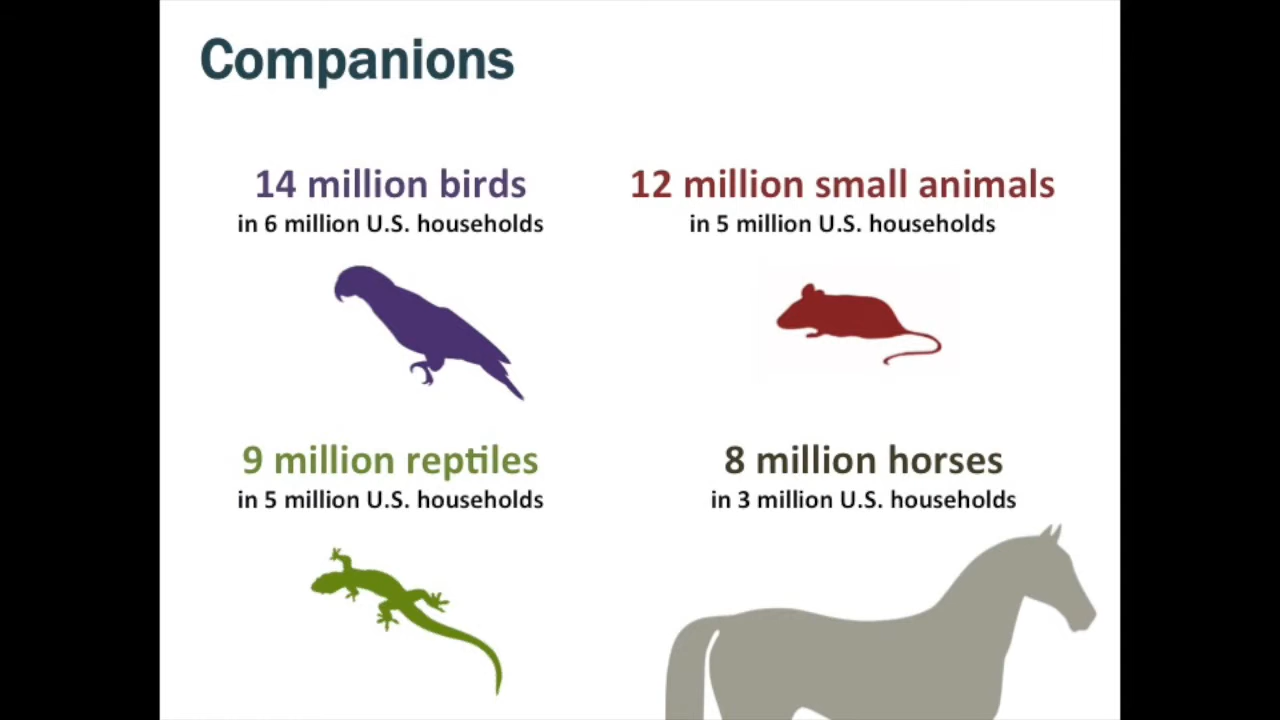 Companions
14 million birds
in 6 million U.S. households
12 million small animals
in 5 million U.S. households
9 million reptiles
in 5 million U.S. households
8 million horses
in 3 million U.S. households